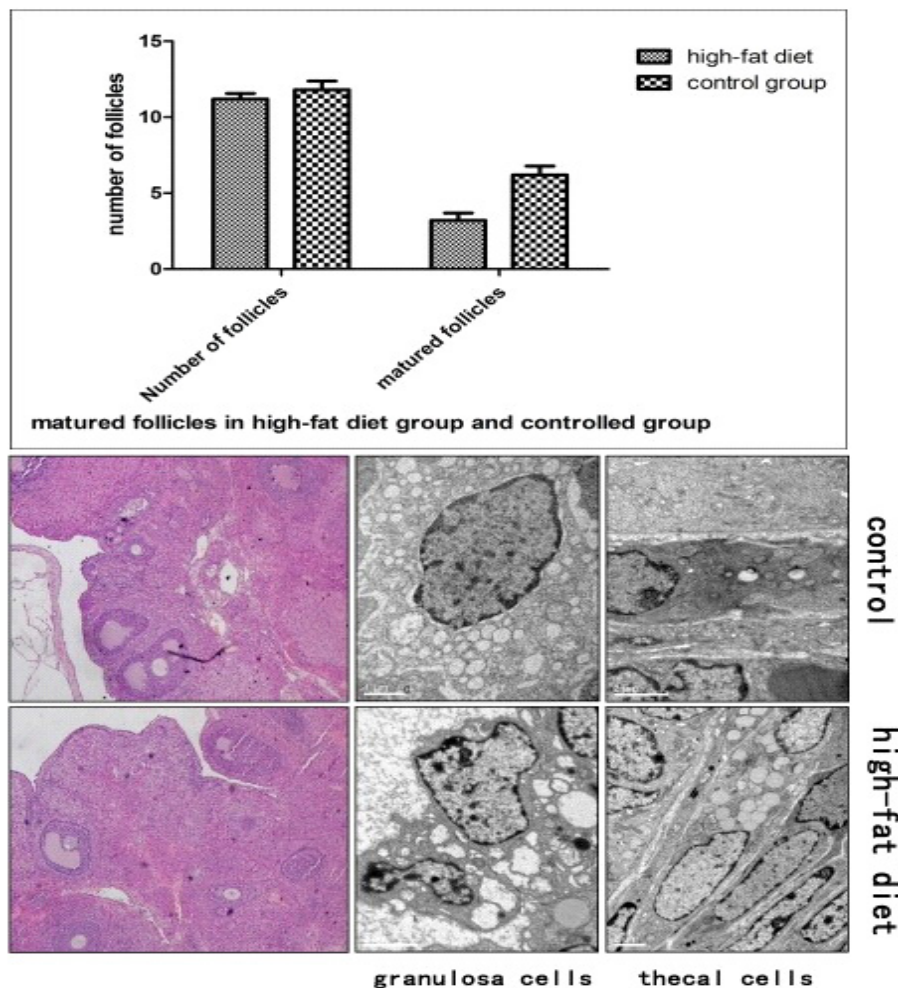 15
10
5
0
number of follicles
high-fat diet
control group
Number of follicles
matured follicles
matured follicles in high-fat diet group and controlled group
control
high-fat diet
granulosa cells
thecal cells